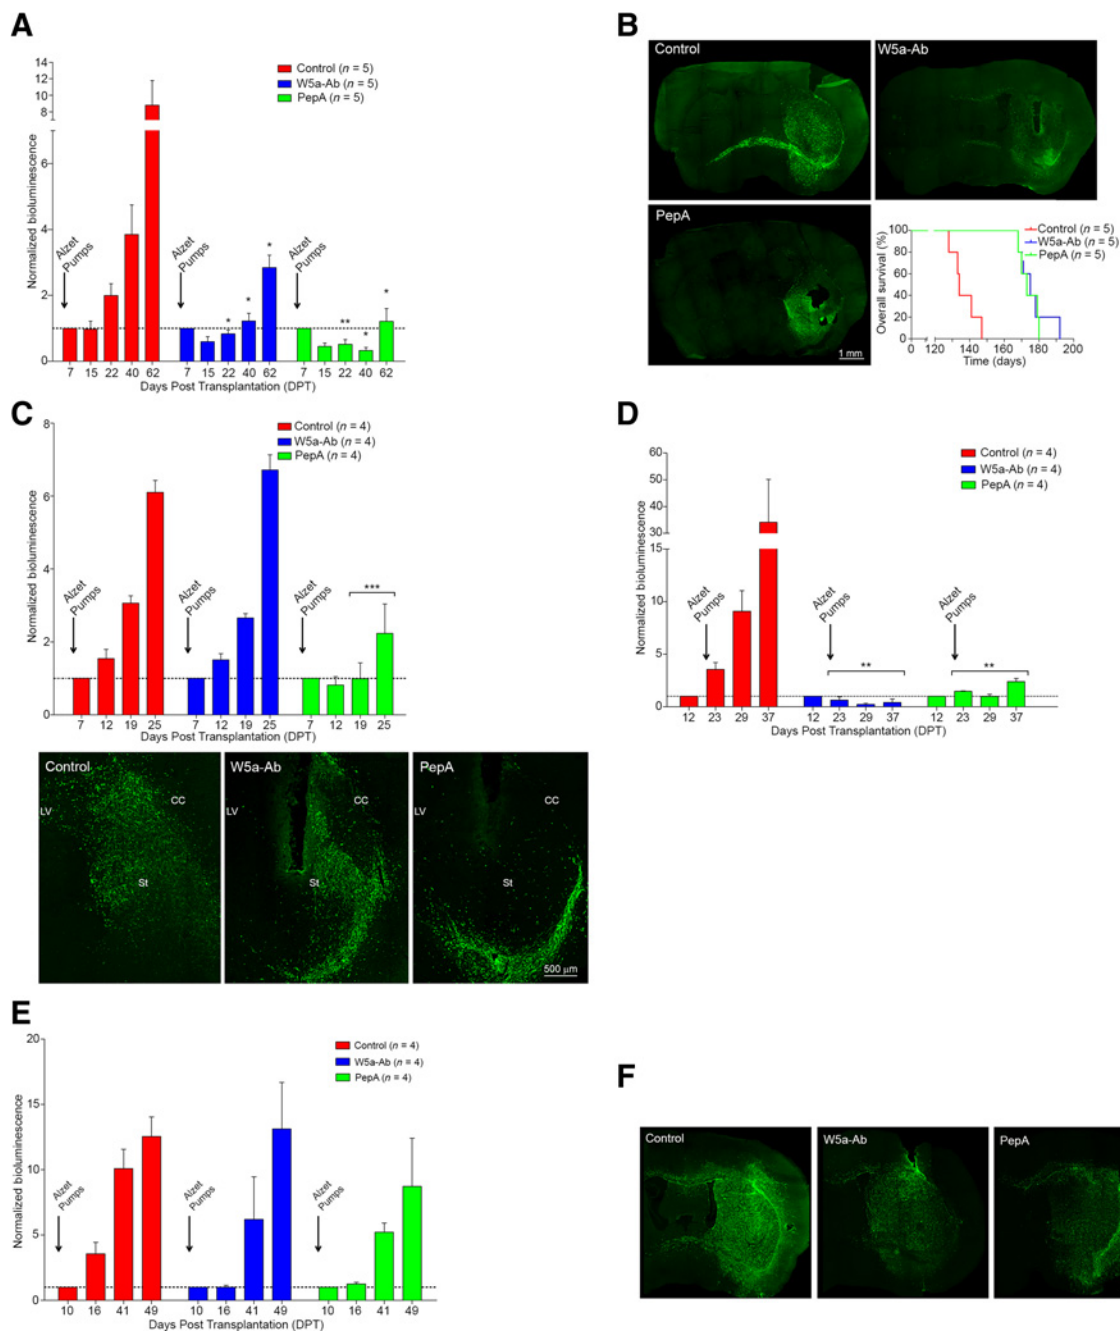 A
14
12
10
8
6
4
2
0
Normalized bioluminescence
Control (n = 5)
W5a-Ab (n = 5)
PepA (n = 5)
Alzet
Pumps
Alzet
Pumps
Alzet
Pumps
* * * ** * *
7 15 22 40 62 7 15 22 40 62 7 15 22 40 62
Days Post Transplantation (DPT)
B
Control
W5a-Ab
PepA
1 mm
Control (n = 5)
W5a-Ab (n = 5)
PepA (n = 5)
Overall survival (%)
100
80
60
40
20
0
0 120 140 160 180 200
Time (days)
C
8
6
4
2
0
Normalized bioluminescence
Control (n = 4)
W5a-Ab (n = 4)
PepA (n = 4)
Alzet
Pumps
Alzet
Pumps
Alzet
Pumps
***
7 12 19 25 7 12 19 25 7 12 19 25
Days Post Transplantation (DPT)
Control
LV
CC
St
W5a-Ab
LV
CC
St
PepA
LV
CC
St
500 µm
D
60
50
40
30
15
10
5
0
Normalized bioluminescence
Control (n = 4)
W5a-Ab (n = 4)
PepA (n = 4)
Alzet
Pumps
Alzet
Pumps
Alzet
Pumps
**
**
12 23 29 37 12 23 29 37 12 23 29 37
Days Post Transplantation (DPT)
E
20
15
10
5
0
Normalized bioluminescence
Control (n = 4)
W5a-Ab (n = 4)
PepA (n = 4)
Alzet
Pumps
Alzet
Pumps
Alzet
Pumps
10 16 41 49 10 16 41 49 10 16 41 49
Days Post Transplantation (DPT)
F
Control
W5a-Ab
PepA